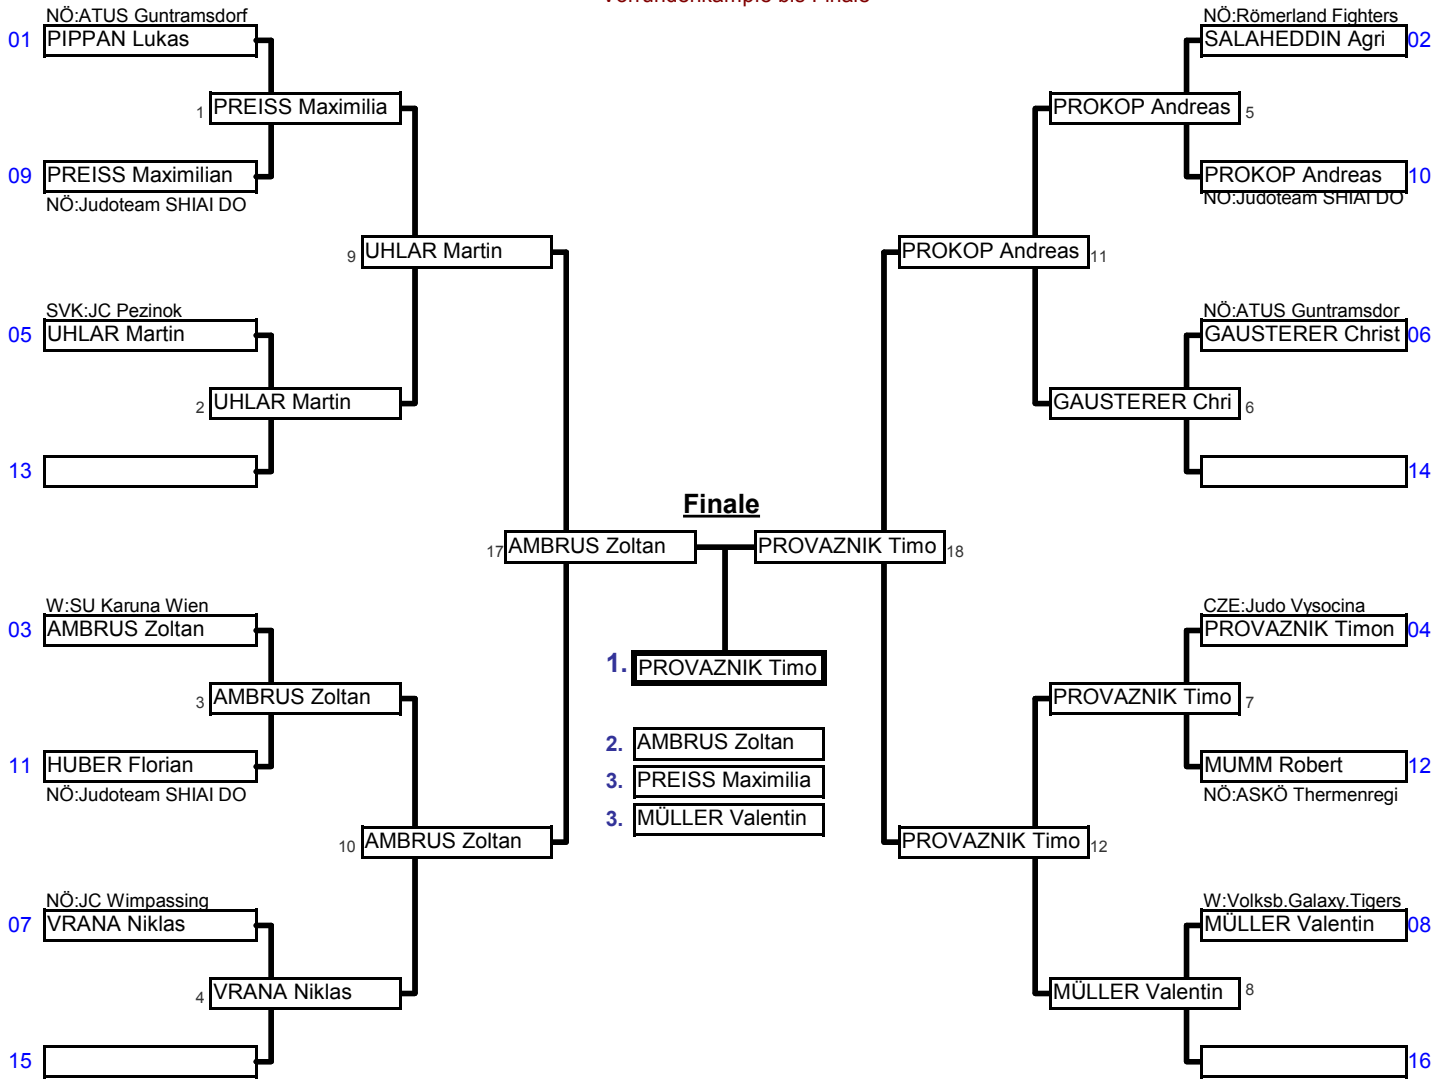 Vorrundenkämpfe bis Finale
NÖ:ATUS Guntramsdorf
01 PIPPAN Lukas
1 PREISS Maximilia
09 PREISS Maximilian
NÖ:Judoteam SHIAI DO
9 UHLAR Martin
SVK:JC Pezinok
05 UHLAR Martin
2 UHLAR Martin
13
17 AMBRUS Zoltan
W:SU Karuna Wien
03 AMBRUS Zoltan
3 AMBRUS Zoltan
11 HUBER Florian
NÖ:Judoteam SHIAI DO
10 AMBRUS Zoltan
NÖ:JC Wimpassing
07 VRANA Niklas
4 VRANA Niklas
15
Finale
1. PROVAZNIK Timo
2. AMBRUS Zoltan
3. PREISS Maximilia
3. MÜLLER Valentin
NÖ:Römerland Fighters
SALAHEDDIN Agri 02
PROKOP Andreas 5
PROKOP Andreas 10
NÖ:Judoteam SHIAI DO
PROKOP Andreas 11
NÖ:ATUS Guntramsdor
GAUSTERER Christ 06
GAUSTERER Chri 6
14
PROVAZNIK Timo 18
CZE:Judo Vysocina
PROVAZNIK Timon 04
PROVAZNIK Timo 7
MUMM Robert 12
NÖ:ASKÖ Thermenregi
PROVAZNIK Timo 12
W:Volksb.Galaxy.Tigers
MÜLLER Valentin 08
MÜLLER Valentin 8
16